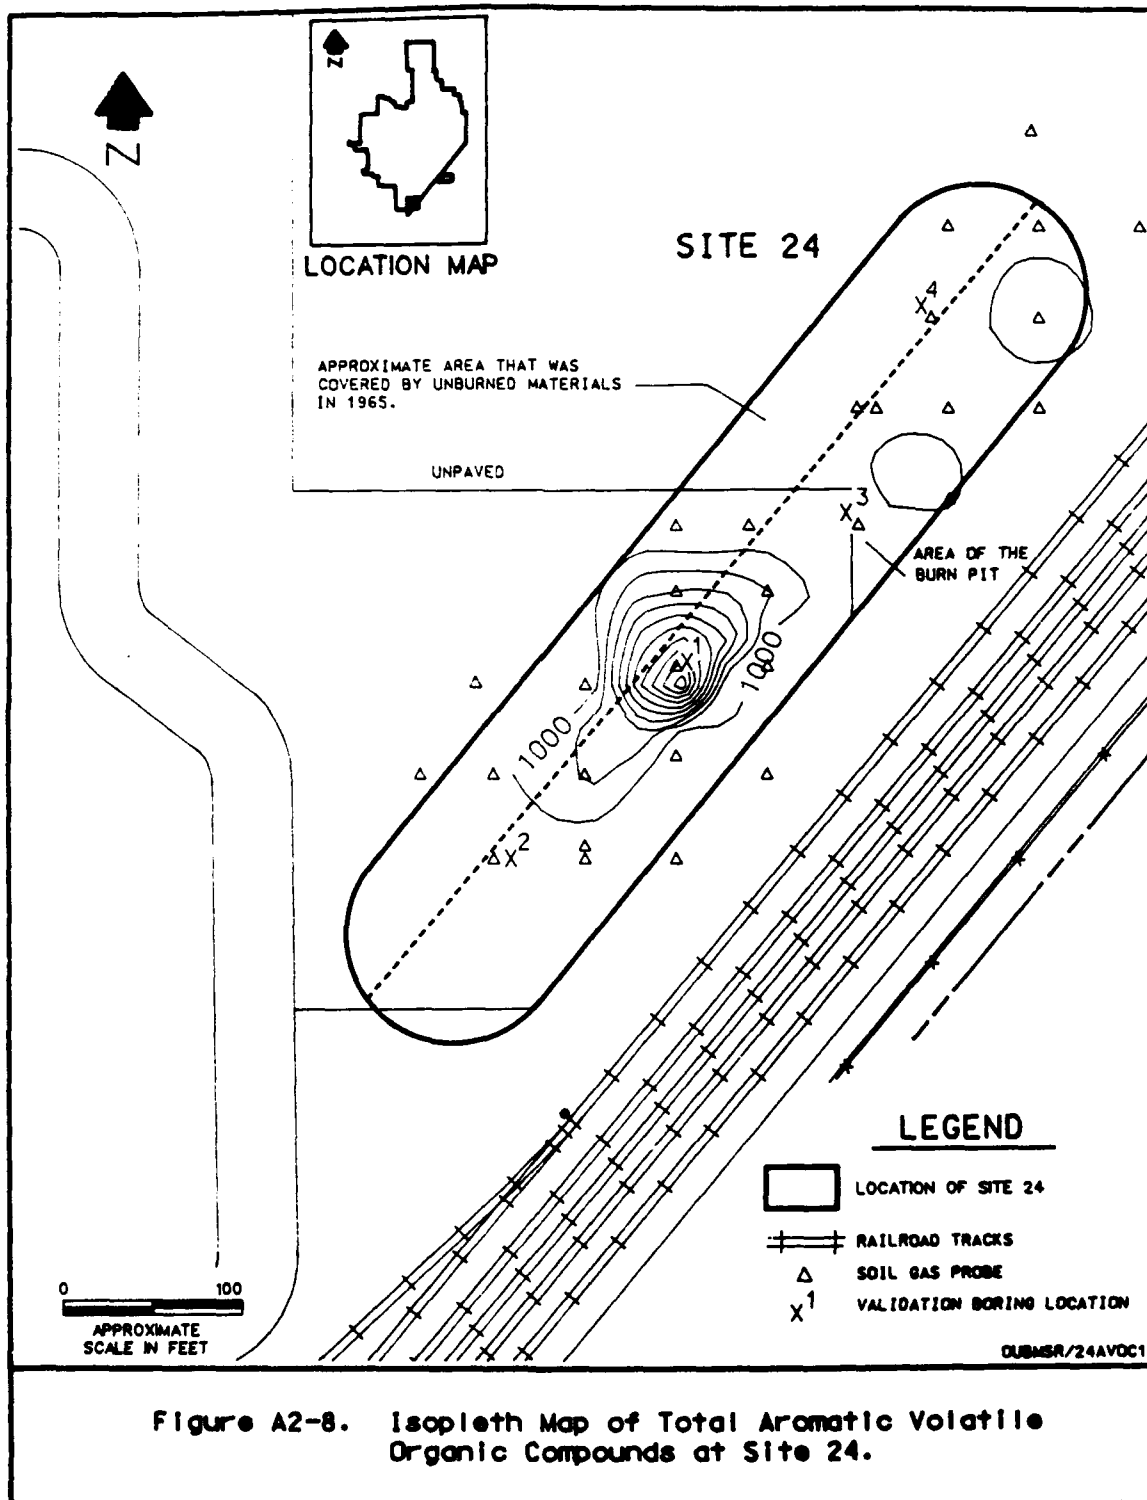 N
N
LOCATION MAP
SITE 24
4
APPROXIMATE AREA THAT WAS
COVERED BY UNBURNED MATERIALS
IN 1965.
UNPAVED
X3
AREA OF THE
BURN PIT
X1
1000
1000
X2
LEGEND
LOCATION OF SITE 24
RAILROAD TRACKS
SOIL GAS PROBE
X1 VALIDATION BORING LOCATION
0 100
APPROXIMATE
SCALE IN FEET
OUBMSR/24AVOC1
Figure A2-8. Isopleth Map of Total Aromatic Volatile
Organic Compounds at Site 24.